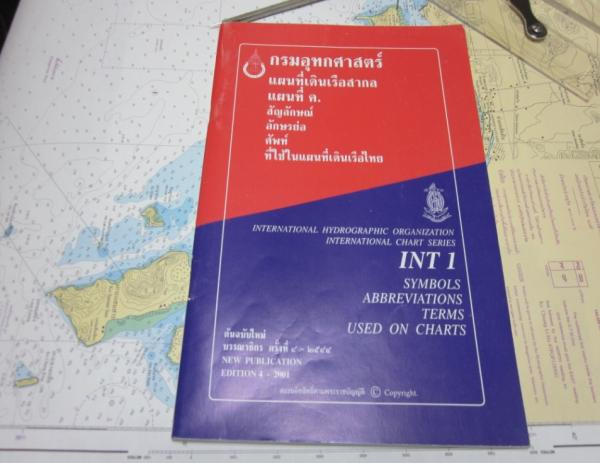 กรมอุทกศาสตร์
แผนที่เดินเรือสากล
แผนที่ ค.
สัญลักษณ์
อักษรย่อ
ศัพท์
ที่ใช้ในแผนที่เดินเรือไทย
INTERNATIONAL HYDROGRAPHIC ORGANIZATION
INTERNATIONAL CHART SERIES
INT 1
SYMBOLS
ABBREVIATIONS
TERMS
USED ON CHARTS
ต้นฉบับใหม่
บรรณาธิกร ครั้งที่ ๔ - ๒๕๔๔
NEW PUBLICATION
EDITION 4 - 2001
สงวนลิขสิทธิ์ตามพระราชบัญญัติ © Copyright.